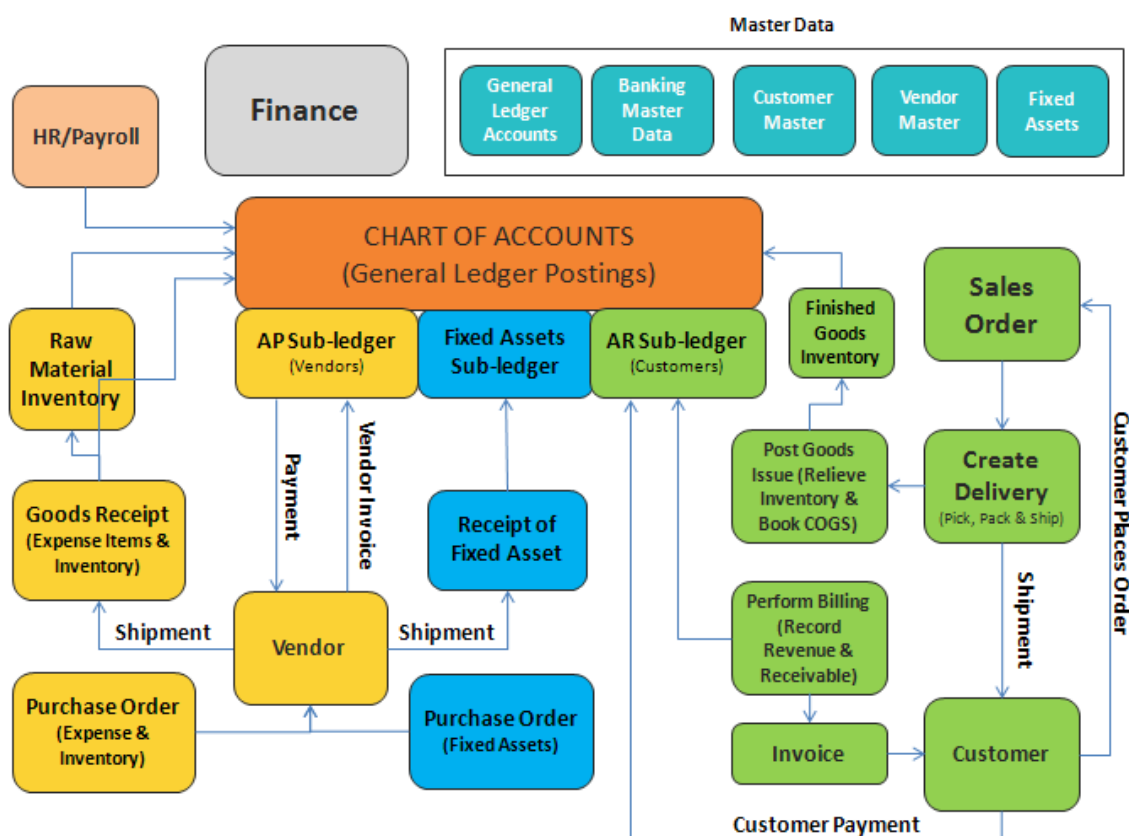 Master Data
General
Ledger
Accounts
Banking
Master
Data
Customer
Master
Vendor
Master
Fixed
Assets
Finance
HR/Payroll
CHART OF ACCOUNTS
(General Ledger Postings)
AP Sub-ledger
(Vendors)
Fixed Assets
Sub-ledger
AR Sub-ledger
(Customers)
Finished
Goods
Inventory
Sales
Order
Raw
Material
Inventory
Payment
Vendor Invoice
Customer Places Order
Post Goods
Issue (Relieve
Inventory &
Book COGS)
Create
Delivery
(Pick, Pack & Ship)
Goods Receipt
(Expense Items &
Inventory)
Receipt of
Fixed Asset
Shipment
Vendor
Shipment
Perform Billing
(Record
Revenue &
Receivable)
Shipment
Purchase Order
(Expense &
Inventory)
Purchase Order
(Fixed Assets)
Invoice
Customer
Customer Payment